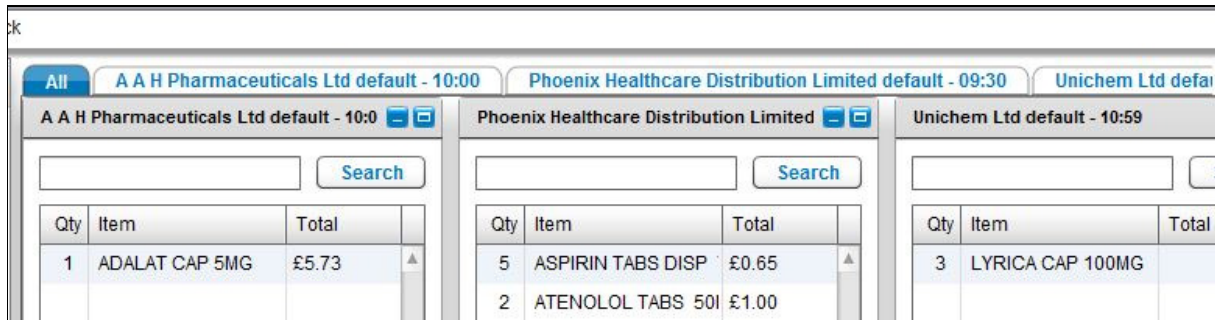 ck
All
A A H Pharmaceuticals Ltd default - 10:00
Phoenix Healthcare Distribution Limited default - 09:30
Unichem Ltd
A A H Pharmaceuticals Ltd default - 10:0
Phoenix Healthcare Distribution Limited
Unichem Ltd default - 10:59
Search
Search
Qty Item Total
1 ADALAT CAP 5MG £5.73
Qty Item Total
5 ASPIRIN TABS DISP £0.65
2 ATENOLOL TABS £1.00
Qty Item Total
3 LYRICA CAP 100MG